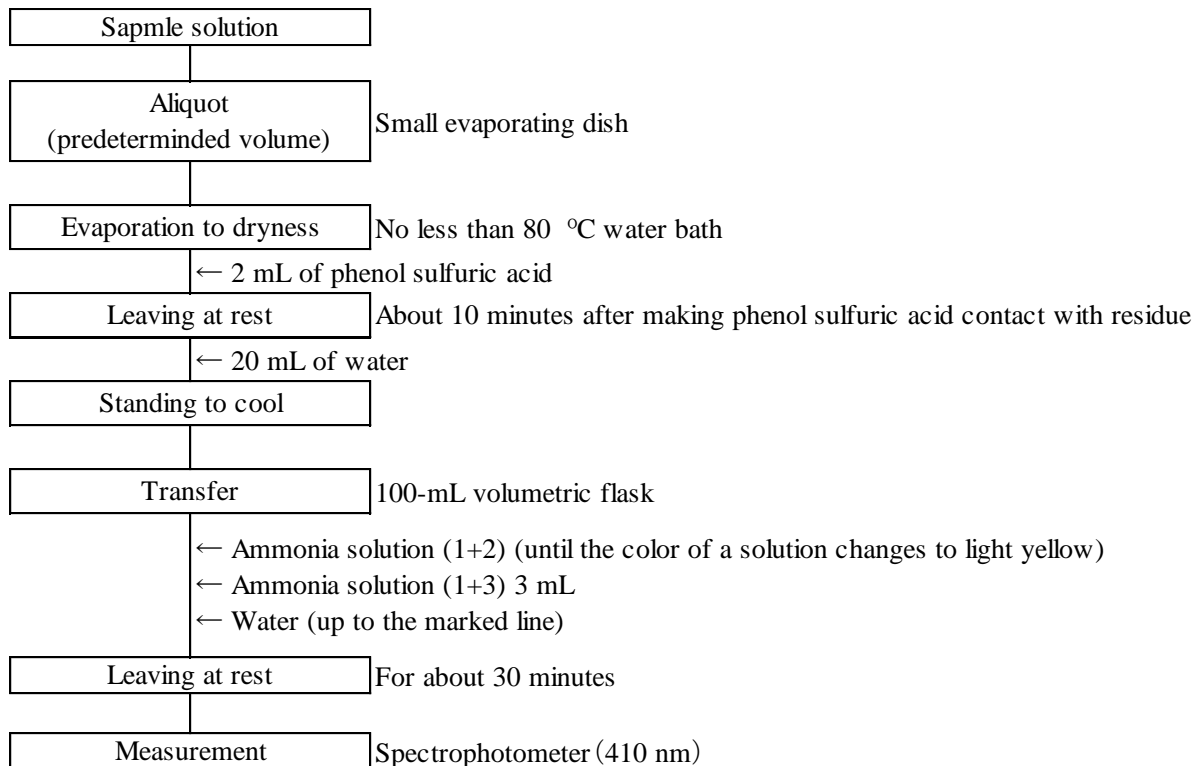 Sapmle solution
Aliquot
(predeterminded volume)
Small evaporating dish
Evaporation to dryness
No less than 80 ℃ water bath
← 2 mL of phenol sulfuric acid
Leaving at rest
About 10 minutes after making phenol sulfuric acid contact with residue
← 20 mL of water
Standing to cool
Transfer
100-mL volumetric flask
← Ammonia solution (1+2) (until the color of a solution changes to light yellow)
← Ammonia solution (1+3) 3 mL
← Water (up to the marked line)
Leaving at rest
For about 30 minutes
Measurement
Spectrophotometer（410 nm）